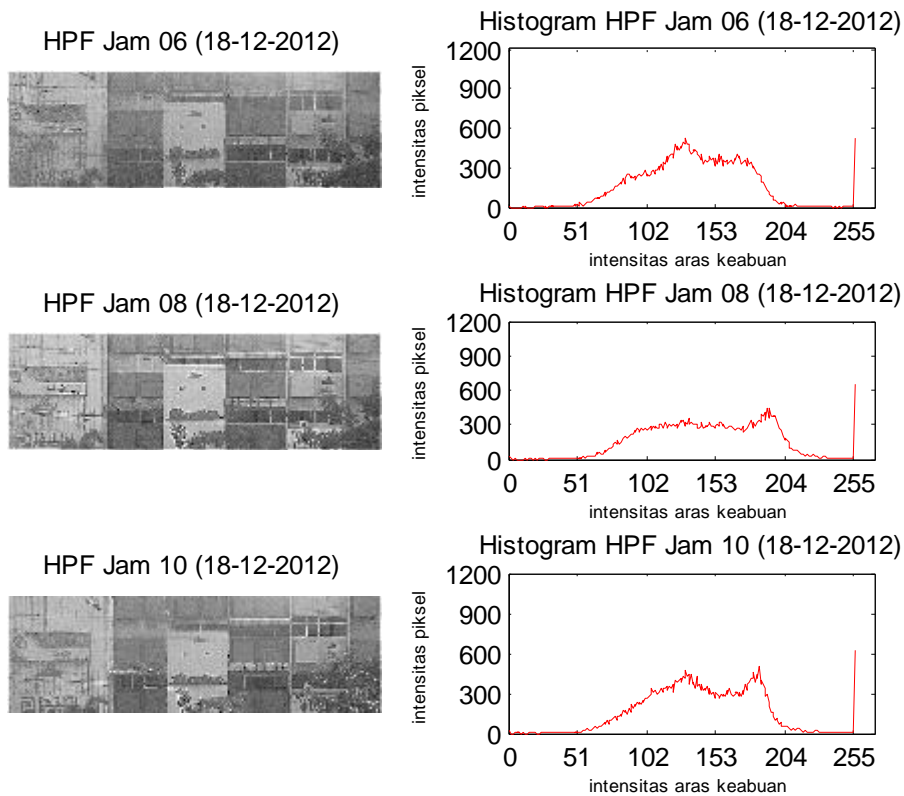 HPF Jam 06 (18-12-2012)
Histogram HPF Jam 06 (18-12-2012)
intensitas piksel
1200
900
600
300
0
0 51 102 153 204 255
intensitas aras keabuan
HPF Jam 08 (18-12-2012)
Histogram HPF Jam 08 (18-12-2012)
intensitas piksel
1200
900
600
300
0
0 51 102 153 204 255
intensitas aras keabuan
HPF Jam 10 (18-12-2012)
Histogram HPF Jam 10 (18-12-2012)
intensitas piksel
1200
900
600
300
0
0 51 102 153 204 255
intensitas aras keabuan